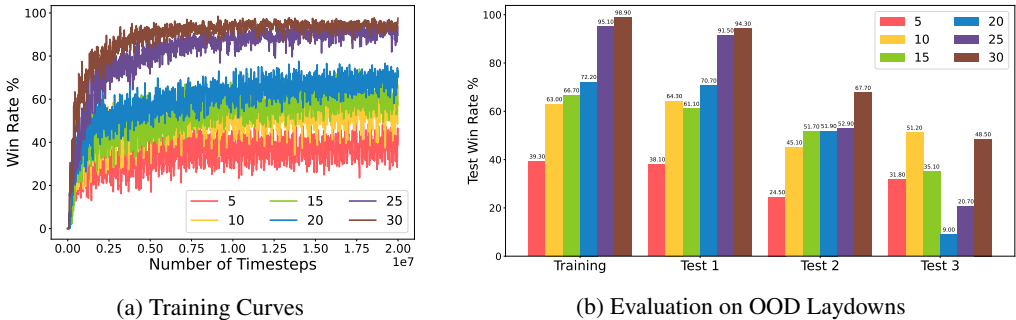 100
80
60
40
20
0
Win Rate %
0.0 0.25 0.5 0.75 1.00 1.25 1.50 1.75 2.00
1e7
Number of Timesteps
5 15 25
10 20 30
(a) Training Curves
100
80
60
40
20
0
Test Win Rate %
39.30 63.00 66.70 72.20 95.10 98.90
38.10 64.30 61.10 70.70 91.50 94.30
24.50 45.10 51.70 51.90 52.90 67.70
31.80 51.20 35.10 9.00 20.70 48.50
Training Test 1 Test 2 Test 3
5 20
10 25
15 30
(b) Evaluation on OOD Laydowns